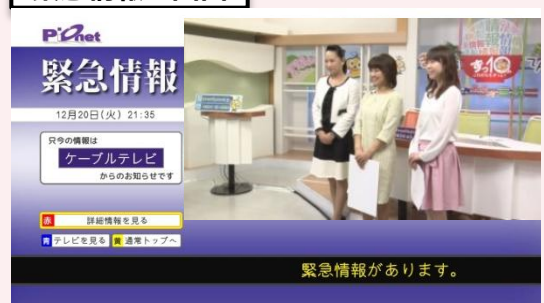 P'Cnet
緊急情報
12月20日(火) 21:35
只今の情報は
ケーブルテレビ
からのお知らせです
赤 詳細情報を見る
青 テレビを見る 黄 通常トップへ
緊急情報があります。